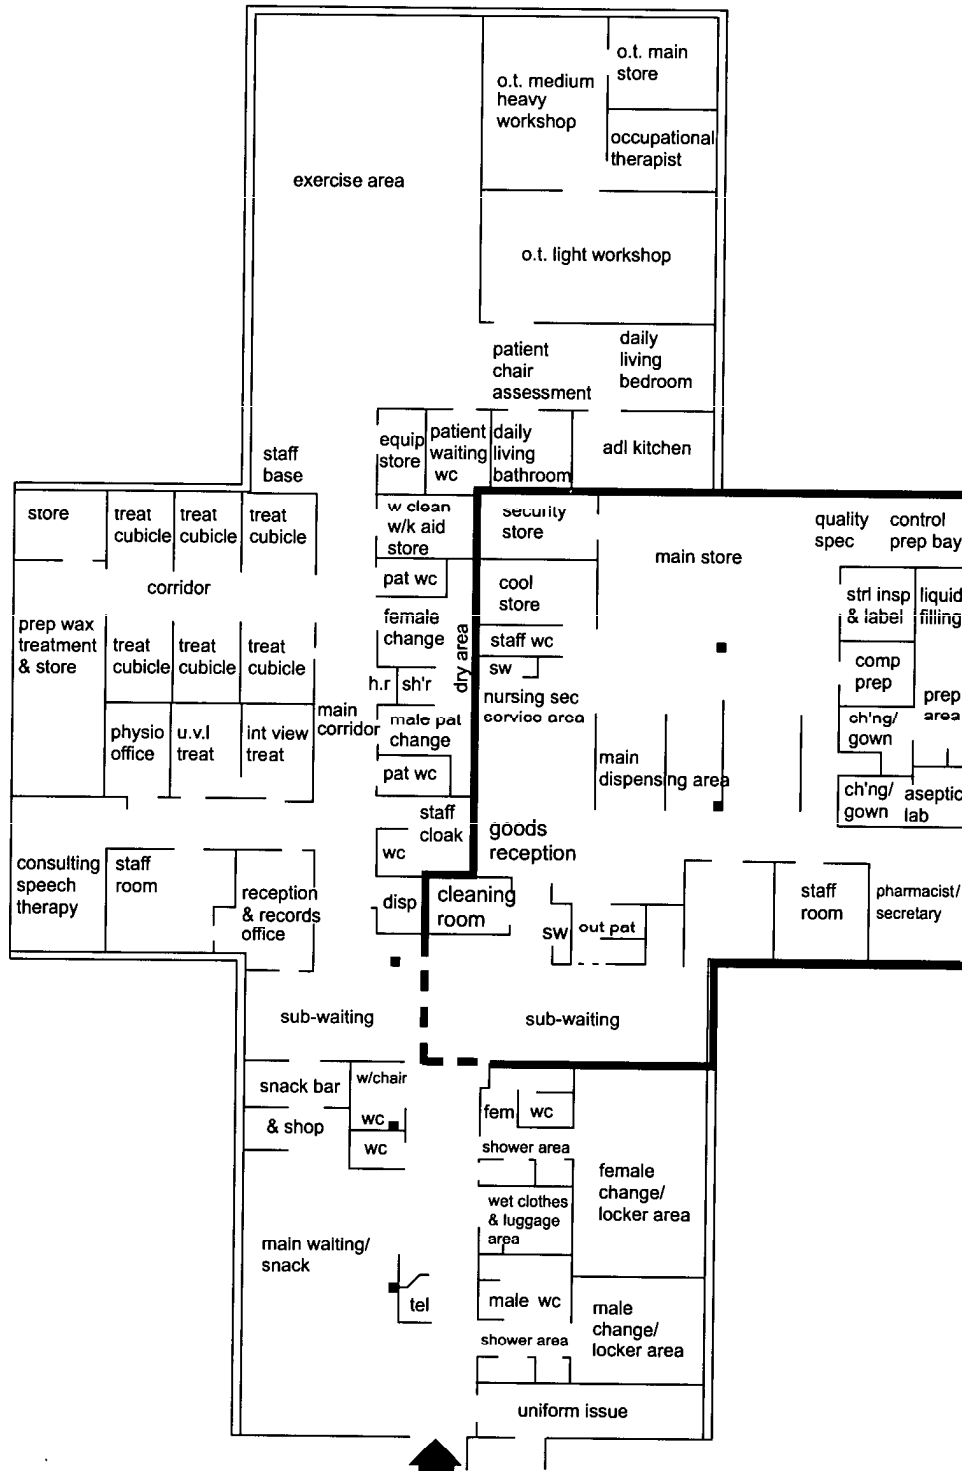 o.t. main
store
o.t. medium
heavy
workshop
occupational
therapist
exercise area
o.t. light workshop
patient
chair
assessment
daily
living
bedroom
equip
store
patient
waiting
wc
daily
living
bathroom
adl kitchen
staff
base
store
treat
cubicle
treat
cubicle
treat
cubicle
w clean
w/k aid
store
security
store
main store
quality
spec
control
prep bay
corridor
pat wc
cool
store
strl insp
& label
liquid
filling
prep wax
treatment
& store
treat
cubicle
treat
cubicle
treat
cubicle
female
change
dry area
staff wc
sw
comp
prep
h.r
sh'r
nursing sec
service area
prep
area
main
corridor
physio
office
u.v.l
treat
int view
treat
male pat
change
pat wc
main
dispensing area
ch'ng/
gown
ch'ng/
gown
aseptic
lab
staff
cloak
wc
goods
reception
consulting
speech
therapy
staff
room
reception
& records
office
disp
cleaning
room
sw
out pat
staff
room
pharmacist/
secretary
sub-waiting
sub-waiting
snack bar
& shop
w/chair
wc
wc
fem
wc
shower area
female
change/
locker area
wet clothes
& luggage
area
main waiting/
snack
tel
male wc
male
change/
locker area
shower area
uniform issue